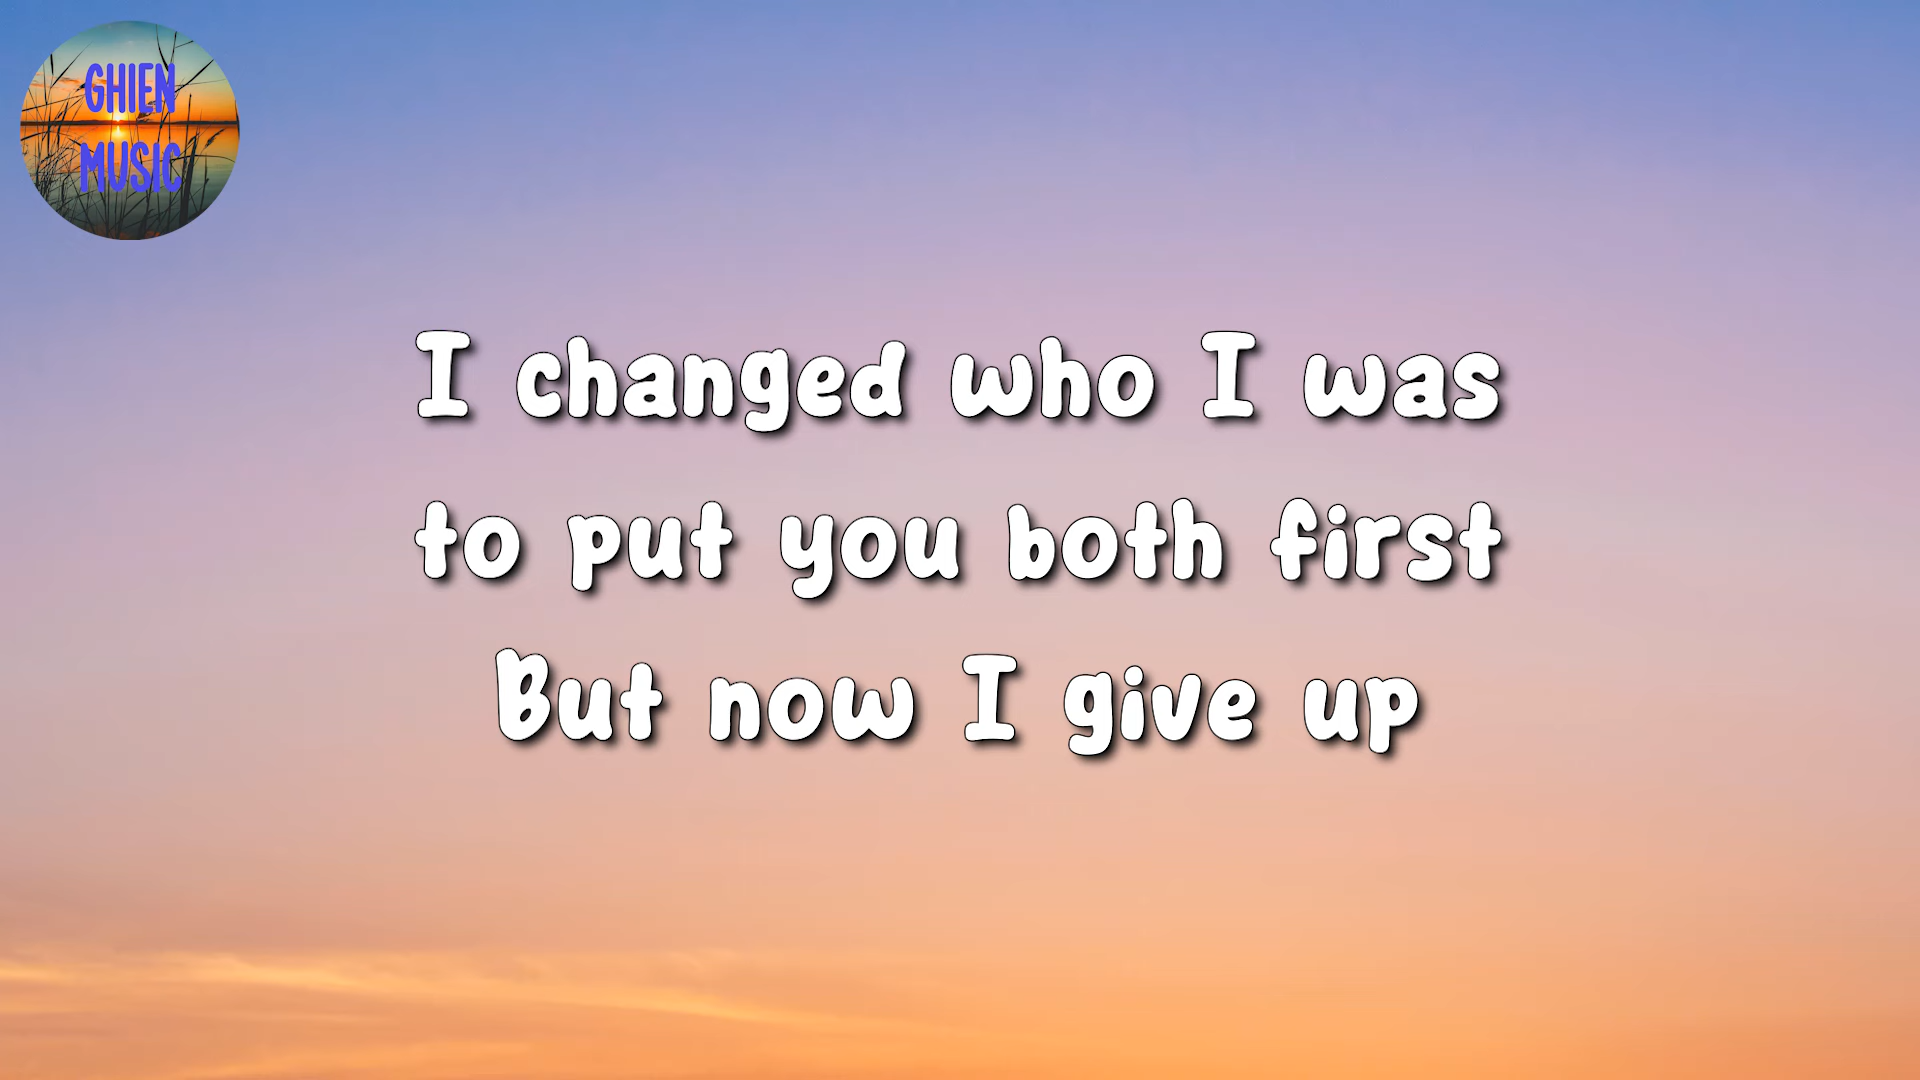 GHIEN
MUSIC
I changed who I was
to put you both first
But now I give up